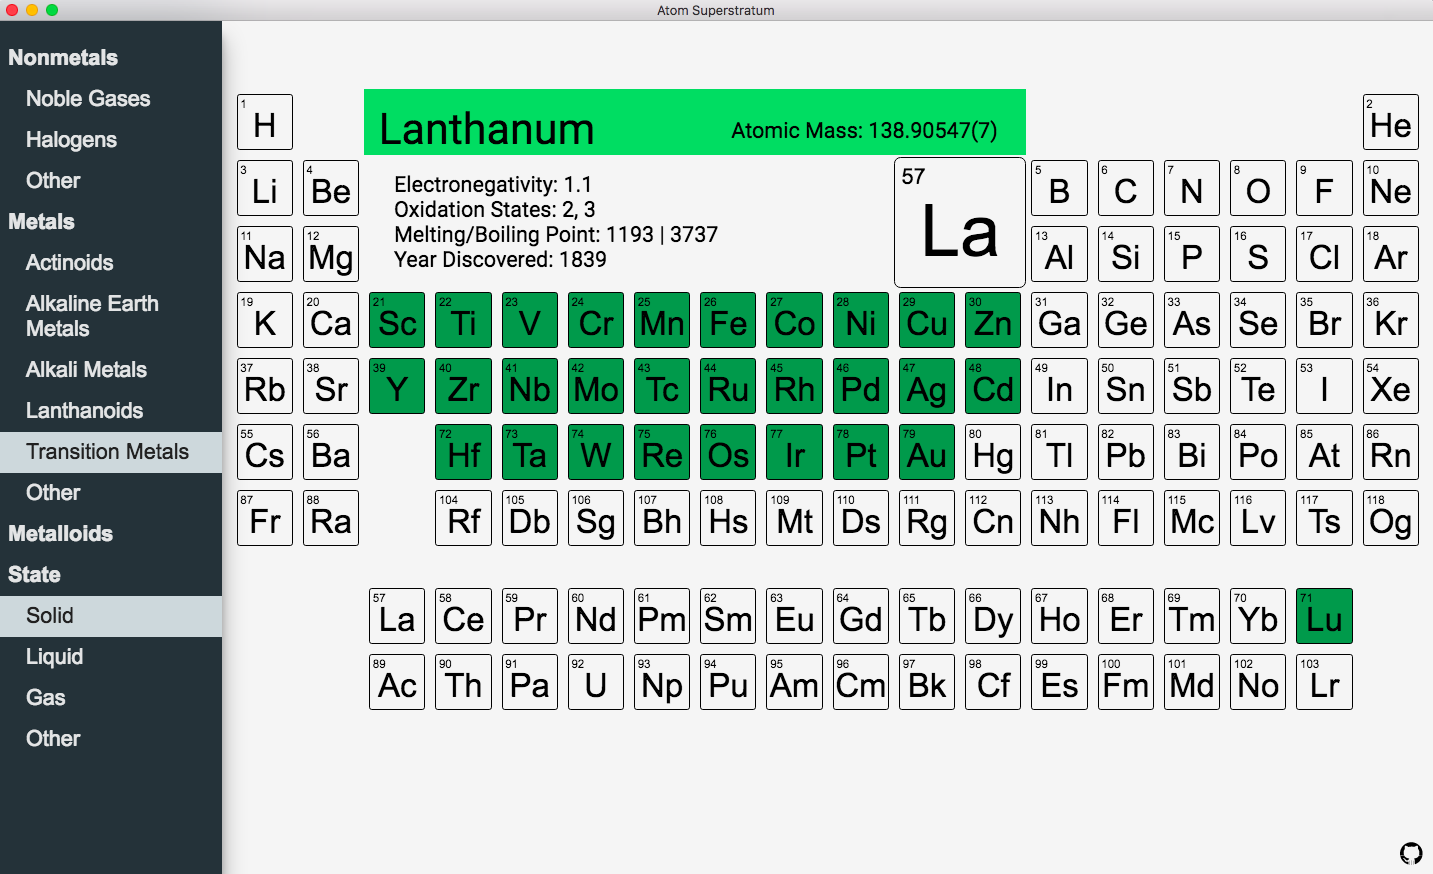 Atom Superstratum
Nonmetals
Noble Gases
Halogens
Other
Metals
Actinoids
Alkaline Earth
Metals
Alkali Metals
Lanthanoids
Transition Metals
Other
Metalloids
State
Solid
Liquid
Gas
Other
Lanthanum Atomic Mass: 138.90547(7)
Electronegativity: 1.1
Oxidation States: 2, 3
Melting/Boiling Point: 1193 | 3737
Year Discovered: 1839
57
La
1 2
H He
3 4 5 6 7 8 9 10
Li Be B C N O F Ne
11 12 13 14 15 16 17 18
Na Mg Al Si P S Cl Ar
19 20 21 22 23 24 25 26 27 28 29 30 31 32 33 34 35 36
K Ca Sc Ti V Cr Mn Fe Co Ni Cu Zn Ga Ge As Se Br Kr
37 38 39 40 41 42 43 44 45 46 47 48 49 50 51 52 53 54
Rb Sr Y Zr Nb Mo Tc Ru Rh Pd Ag Cd In Sn Sb Te I Xe
55 56 72 73 74 75 76 77 78 79 80 81 82 83 84 85 86
Cs Ba Hf Ta W Re Os Ir Pt Au Hg Tl Pb Bi Po At Rn
87 88 104 105 106 107 108 109 110 111 112 113 114 115 116 117 118
Fr Ra Rf Db Sg Bh Hs Mt Ds Rg Cn Nh Fl Mc Lv Ts Og
57 58 59 60 61 62 63 64 65 66 67 68 69 70 71
La Ce Pr Nd Pm Sm Eu Gd Tb Dy Ho Er Tm Yb Lu
89 90 91 92 93 94 95 96 97 98 99 100 101 102 103
Ac Th Pa U Np Pu Am Cm Bk Cf Es Fm Md No Lr